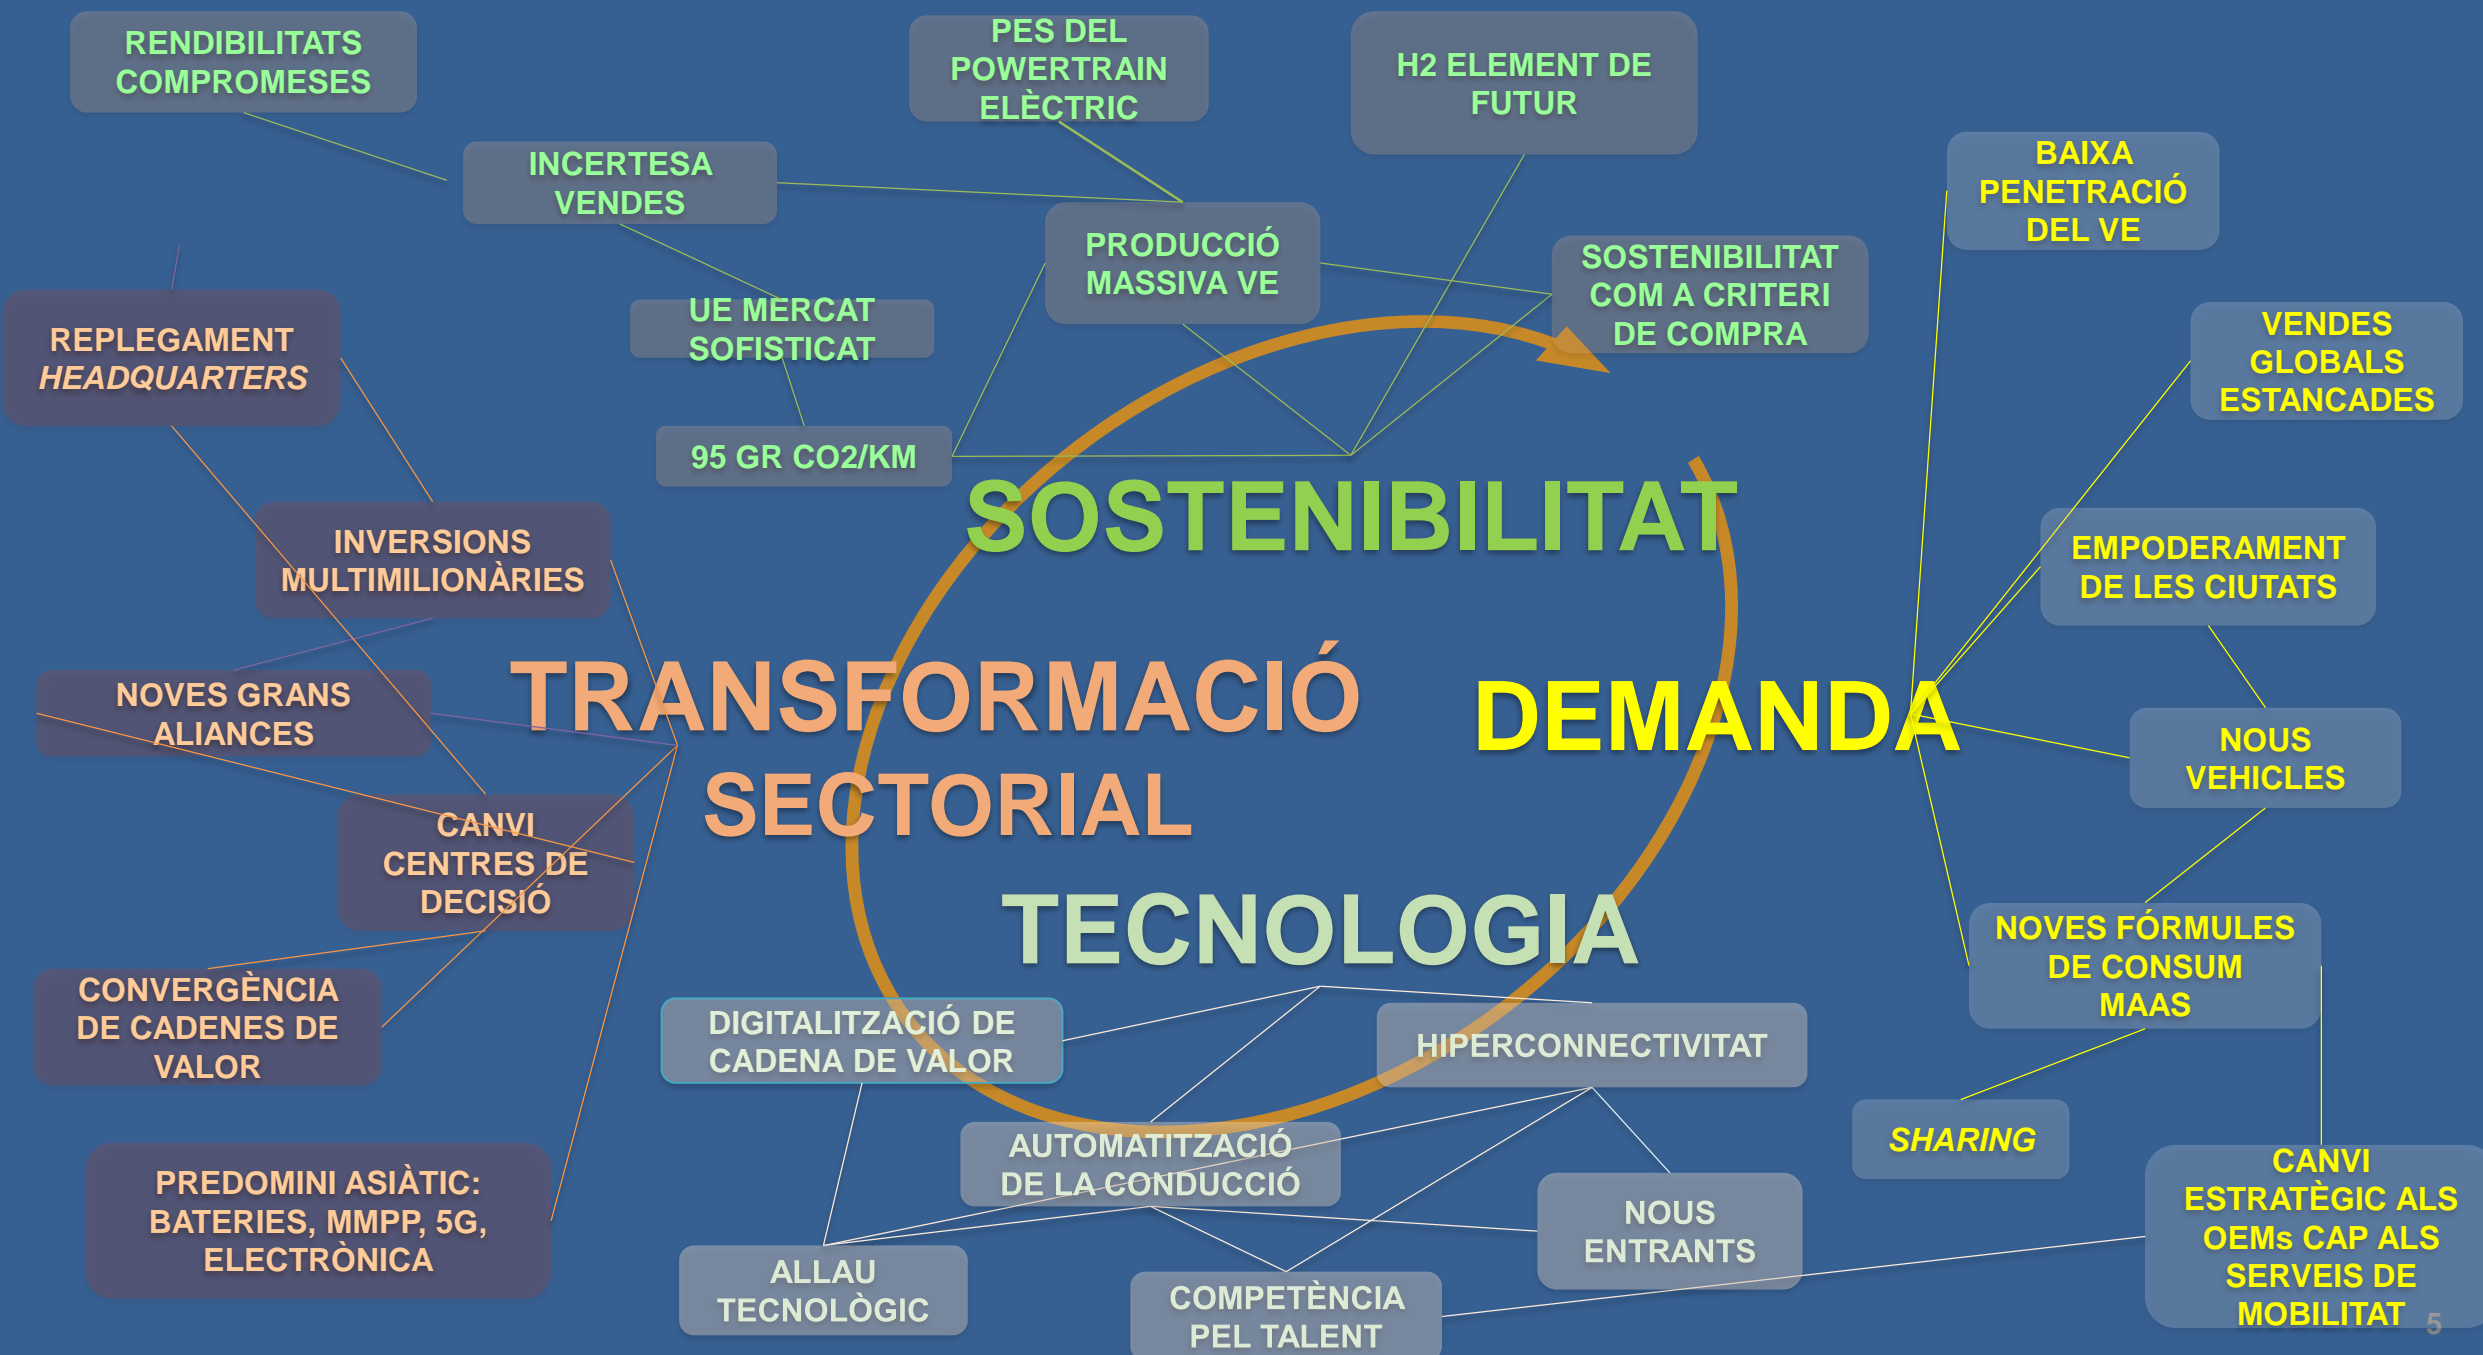 RENDIBILITATS
COMPROMESES
PES DEL
POWERTRAIN
ELÈCTRIC
H2 ELEMENT DE
FUTUR
INCERTESA
VENDES
BAIXA
PENETRACIÓ
DEL VE
PRODUCCIÓ
MASSIVA VE
SOSTENIBILITAT
COM A CRITERI
DE COMPRA
UE MERCAT
SOFISTICAT
REPLEGAMENT
HEADQUARTERS
VENDES
GLOBALS
ESTANCADES
95 GR CO2/KM
SOSTENIBILITAT
INVERSIONS
MULTIMILIONÀRIES
EMPODERAMENT
DE LES CIUTATS
TRANSFORMACIÓ
SECTORIAL
DEMANDA
NOVES GRANS
ALIANCES
NOUS
VEHICLES
CANVI
CENTRES DE
DECISIÓ
TECNOLOGIA
NOVES FÓRMULES
DE CONSUM
MAAS
CONVERGÈNCIA
DE CADENES DE
VALOR
DIGITALITZACIÓ DE
CADENA DE VALOR
HIPERCONNECTIVITAT
AUTOMATITZACIÓ
DE LA CONDUCCIÓ
SHARING
PREDOMINI ASIÀTIC:
BATERIES, MMPP, 5G,
ELECTRÒNICA
NOUS
ENTRANTS
CANVI
ESTRATÈGIC ALS
OEMs CAP ALS
SERVEIS DE
MOBILITAT
ALLAU
TECNOLÒGIC
COMPETÈNCIA
PEL TALENT
5